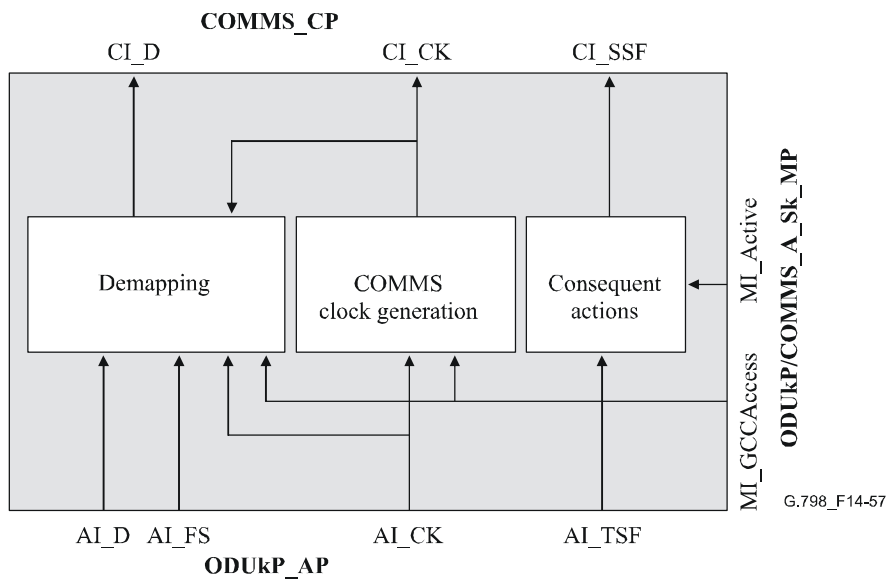 COMMS_CP
CI_D CI_CK CI_SSF
Demapping
COMMS
clock generation
Consequent
actions
MI_Active
MI_GCCAccess
ODUkP/COMMS_A_Sk_MP
AI_D AI_FS AI_CK AI_TSF
ODUkP_AP
G.798_F14-57